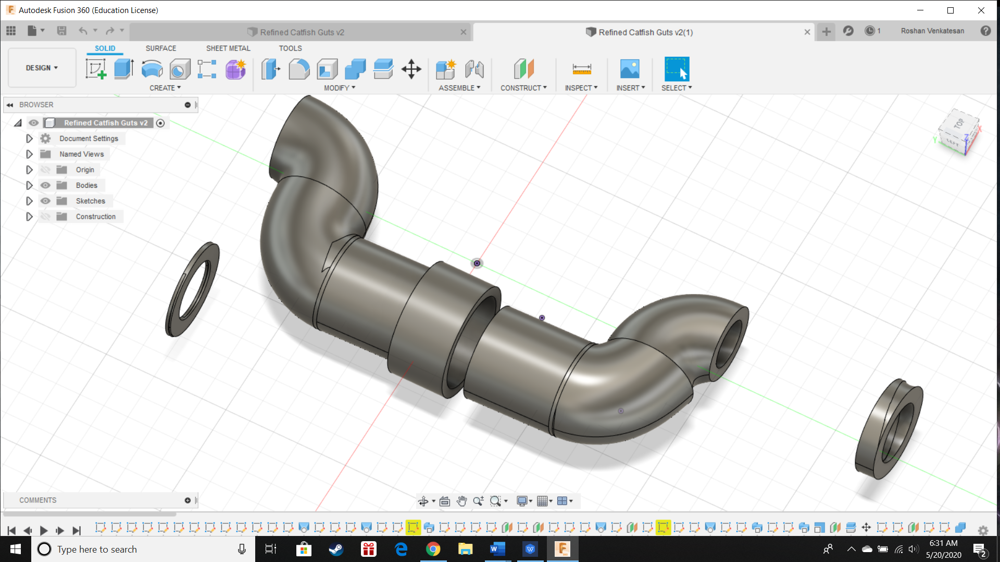 Autodesk Fusion 360 (Education License)
Refined Catfish Guts v2
Refined Catfish Guts v2(1)
1
Roshan Venkatesan
SOLID
SURFACE
SHEET METAL
TOOLS
DESIGN
CREATE
MODIFY
ASSEMBLE
CONSTRUCT
INSPECT
INSERT
SELECT
BROWSER
Refined Catfish Guts v2
Document Settings
Named Views
Origin
Bodies
Sketches
Construction
TOP
LEFT
X
Y
Z
COMMENTS
Type here to search
6:31 AM
5/20/2020
2